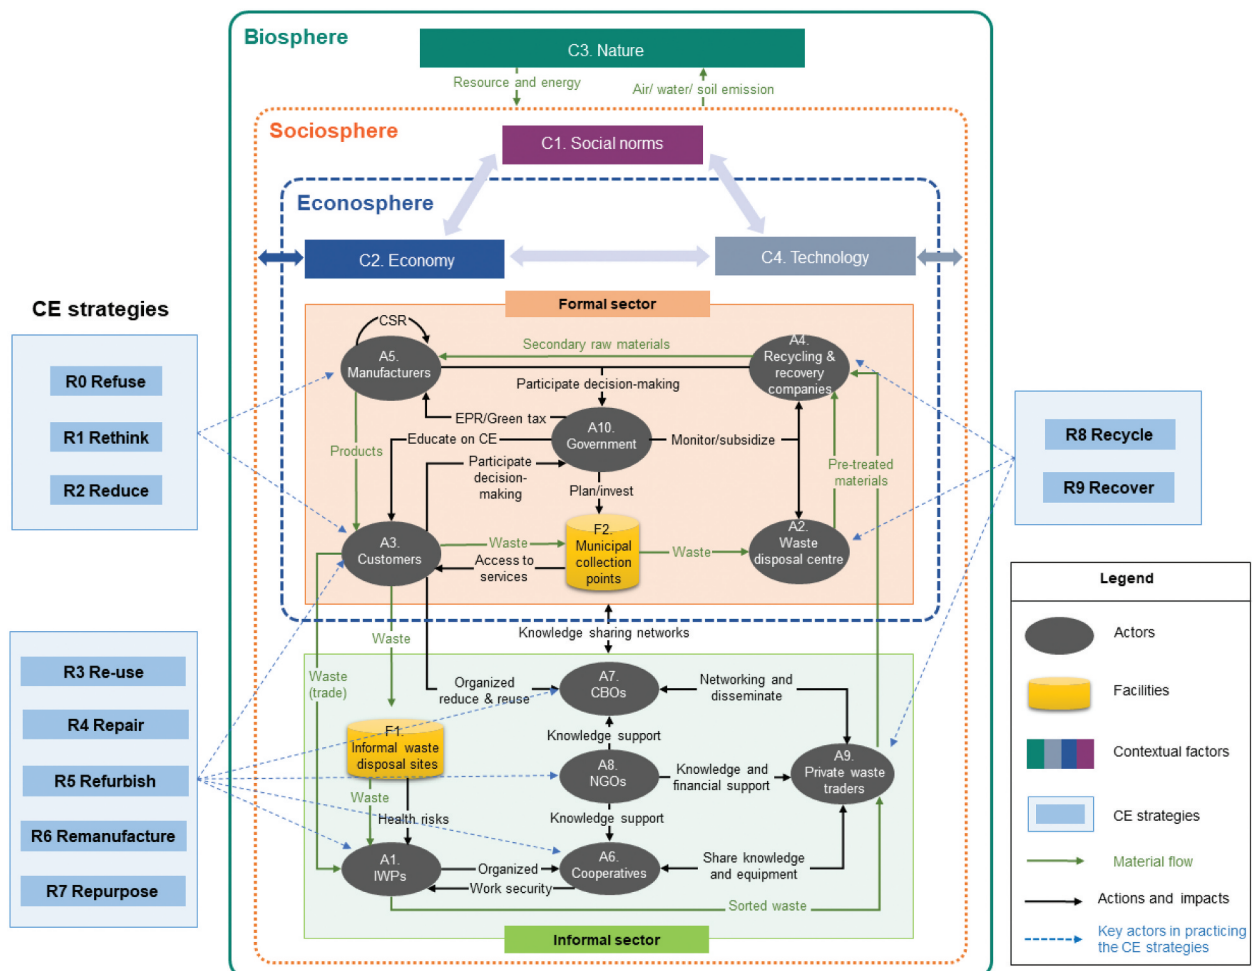 Biosphere
C3. Nature
Resource and energy
Air/ water/ soil emission
Sociosphere
C1. Social norms
Econosphere
C2. Economy
C4. Technology
CE strategies
R0 Refuse
R1 Rethink
R2 Reduce
R3 Re-use
R4 Repair
R5 Refurbish
R6 Remanufacture
R7 Repurpose
Formal sector
CSR
A5.
Manufacturers
Secondary raw materials
A4.
Recycling &
recovery
companies
Participate decision-making
EPR/Green tax
A10.
Government
Educate on CE
Monitor/subsidize
Products
Participate
decision-
making
Pre-treated
materials
Plan/invest
A3.
Customers
Waste
F2.
Municipal
collection
points
Access to
services
Waste
A2.
Waste
disposal centre
Knowledge sharing networks
Waste
Waste
(trade)
Organized
reduce & reuse
A7.
CBOs
Networking and
disseminate
F1.
Informal waste
disposal sites
Knowledge support
A8.
NGOs
Knowledge and
financial support
A9.
Private waste
traders
Waste
Health risks
Knowledge support
A1.
IWPs
Organized
Work security
A6.
Cooperatives
Share knowledge
and equipment
Sorted waste
Informal sector
R8 Recycle
R9 Recover
Legend
Actors
Facilities
Contextual factors
CE strategies
Material flow
Actions and impacts
Key actors in practicing
the CE strategies